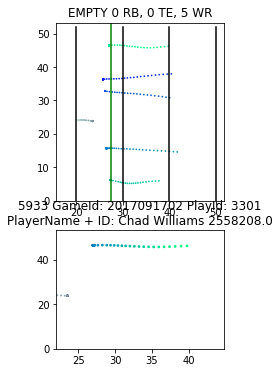 EMPTY 0 RB, 0 TE, 5 WR
50
40
30
20
10
0
20 30 40 50
5933 GameId: 2017091702 PlayId: 3301
PlayerName + ID: Chad Williams 2558208.0
40
20
0
25 30 35 40